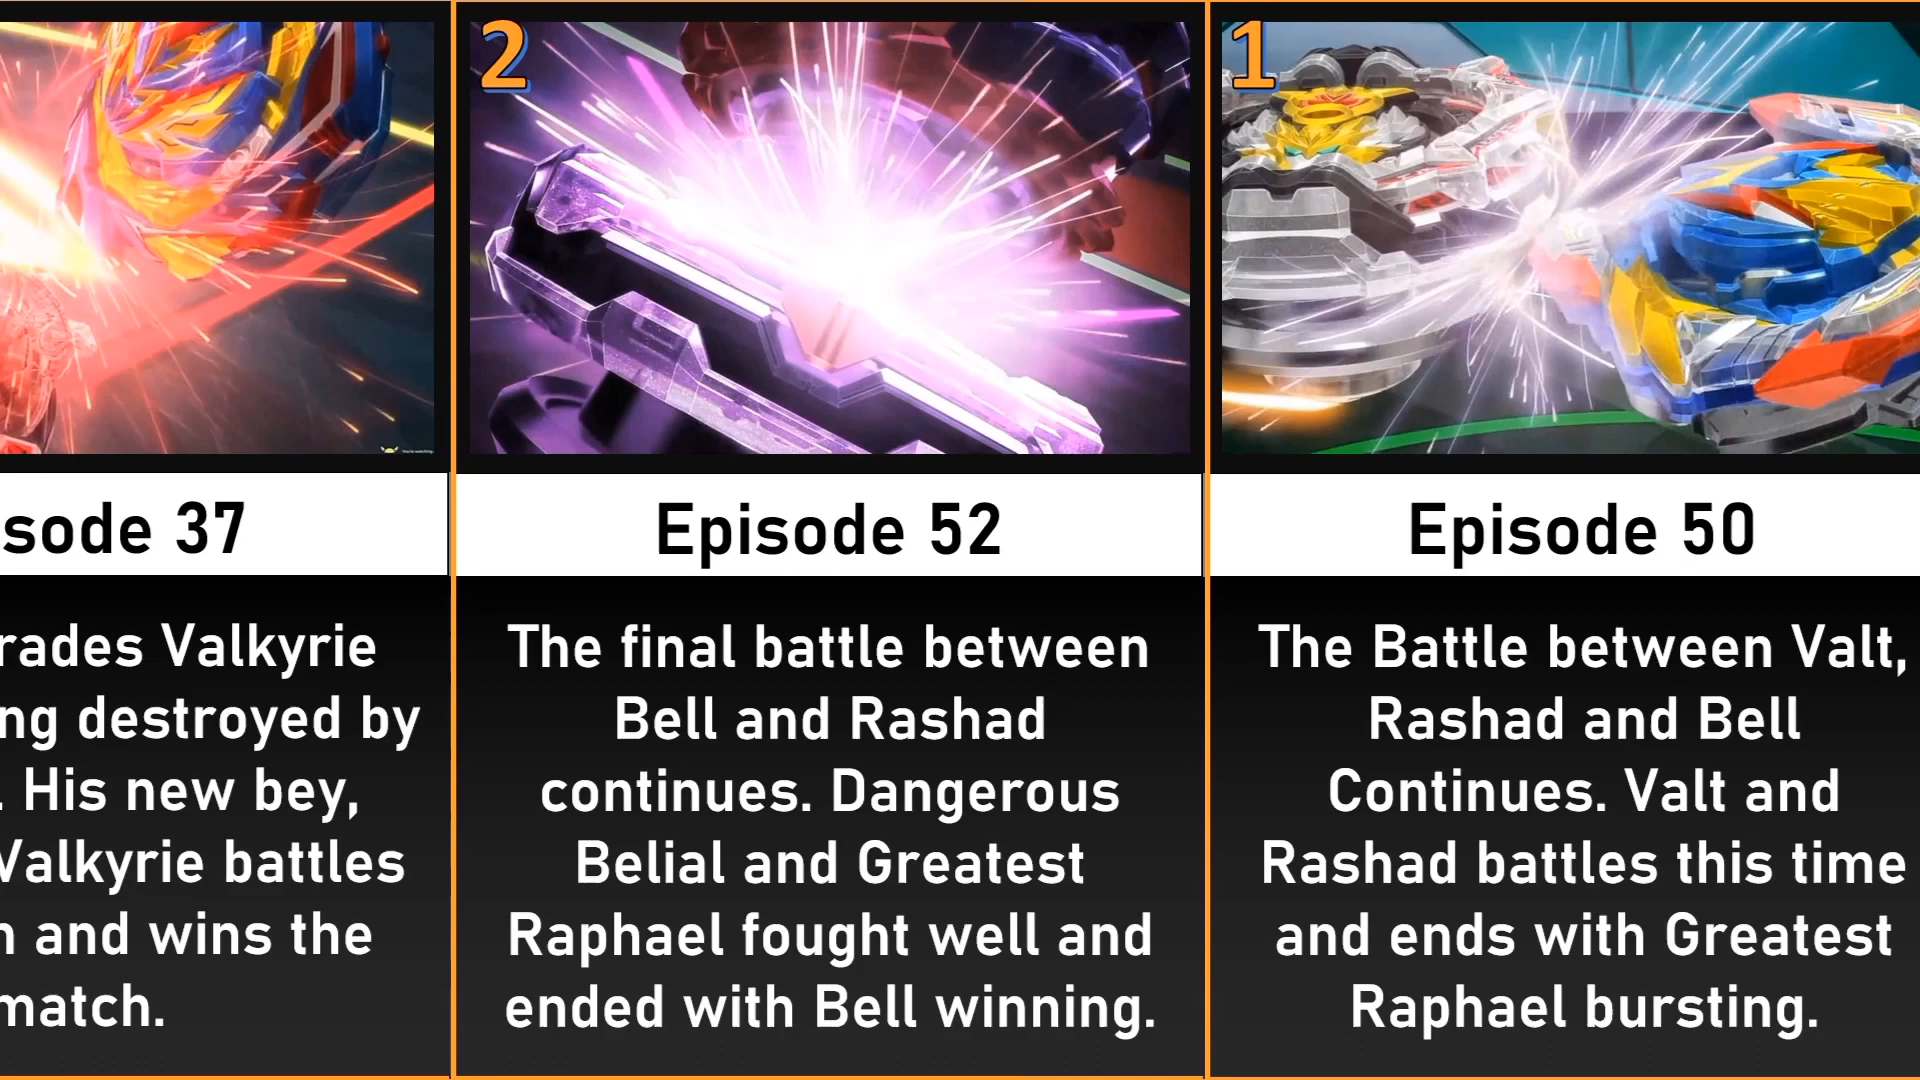 sode 37
rades Valkyrie
ng destroyed by
. His new bey,
Valkyrie battles
n and wins the
match.
2
Episode 52
The final battle between
Bell and Rashad
continues. Dangerous
Belial and Greatest
Raphael fought well and
ended with Bell winning.
1
Episode 50
The Battle between Valt,
Rashad and Bell
Continues. Valt and
Rashad battles this time
and ends with Greatest
Raphael bursting.